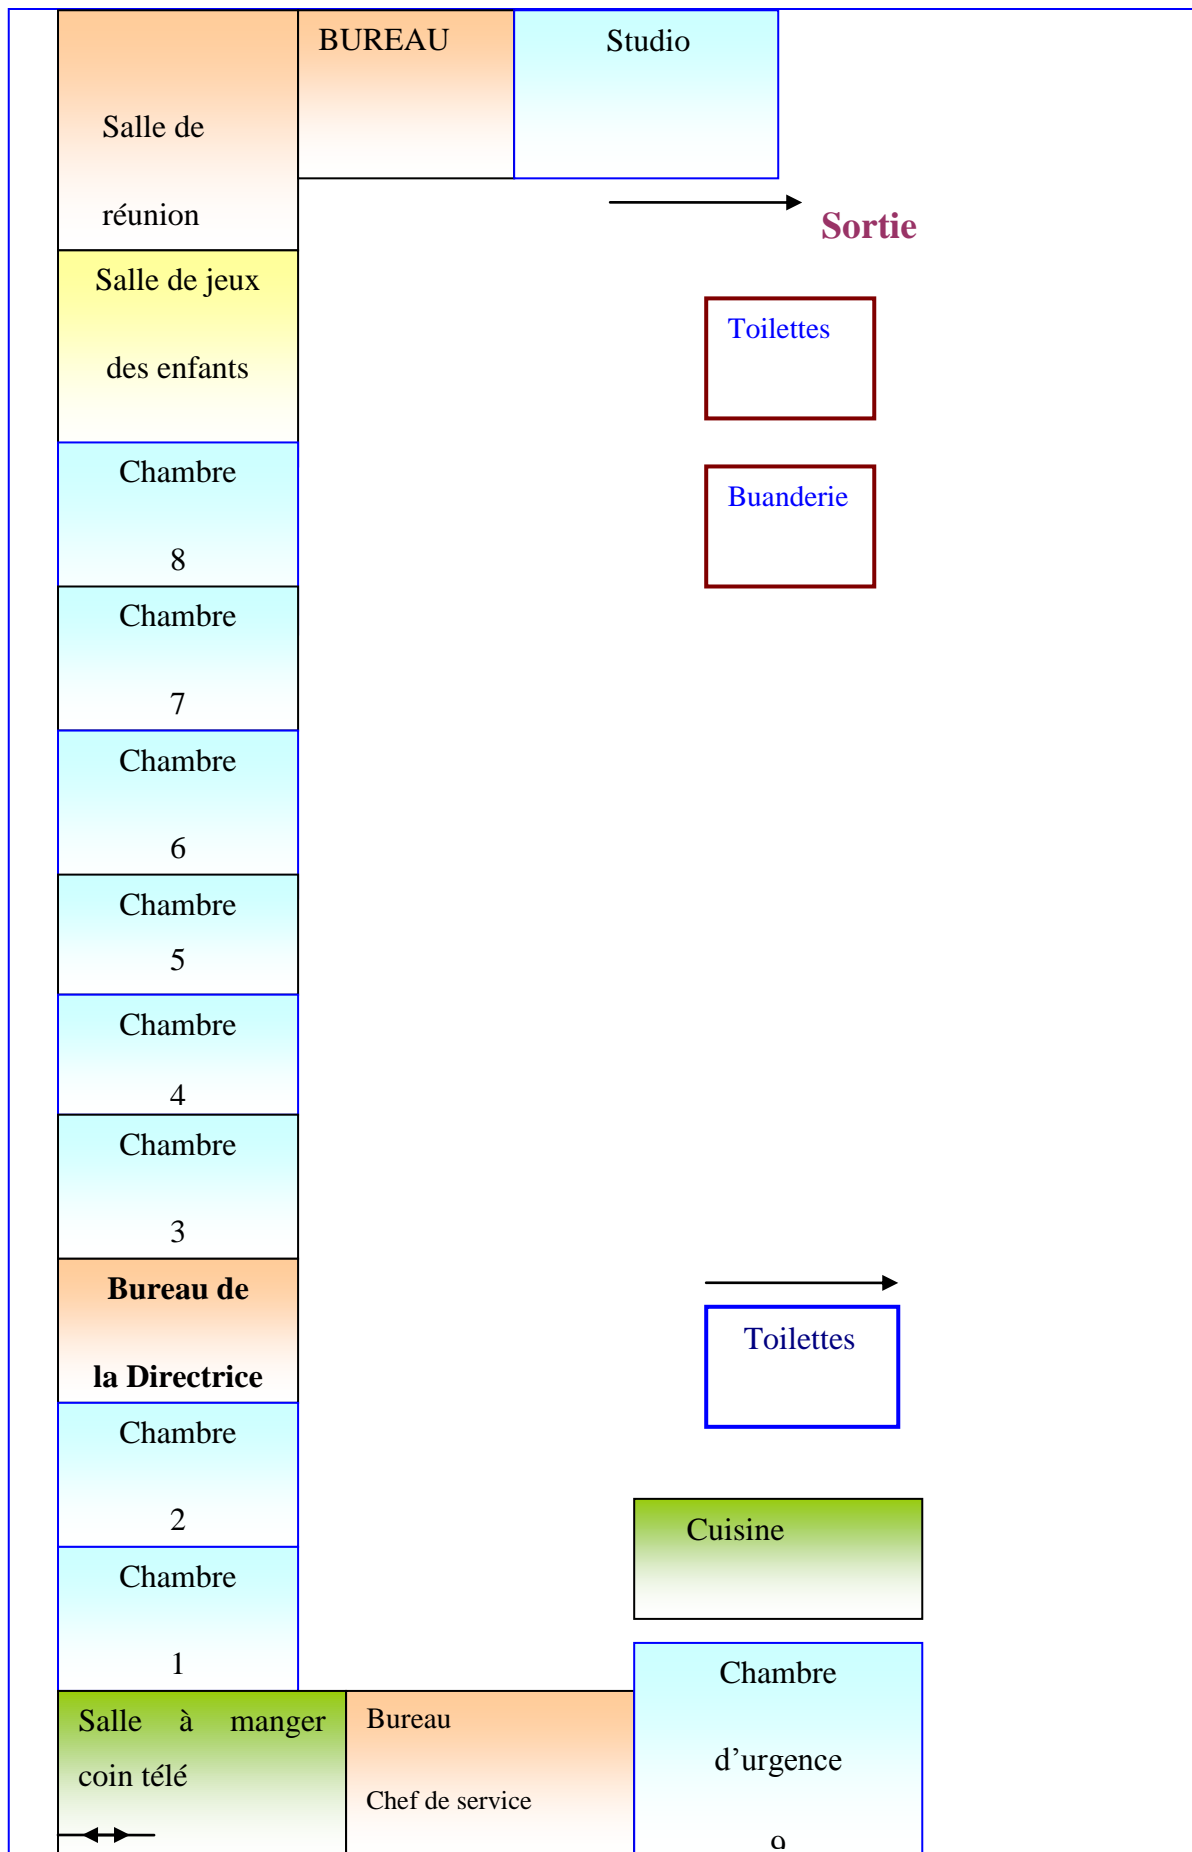 BUREAU
Studio
Salle de
réunion
Sortie
Salle de jeux
des enfants
Toilettes
Chambre
8
Buanderie
Chambre
7
Chambre
6
Chambre
5
Chambre
4
Chambre
3
Bureau de
la Directrice
Toilettes
Chambre
2
Cuisine
Chambre
1
Salle à manger
coin télé
Bureau
Chef de service
Chambre
d’urgence
9